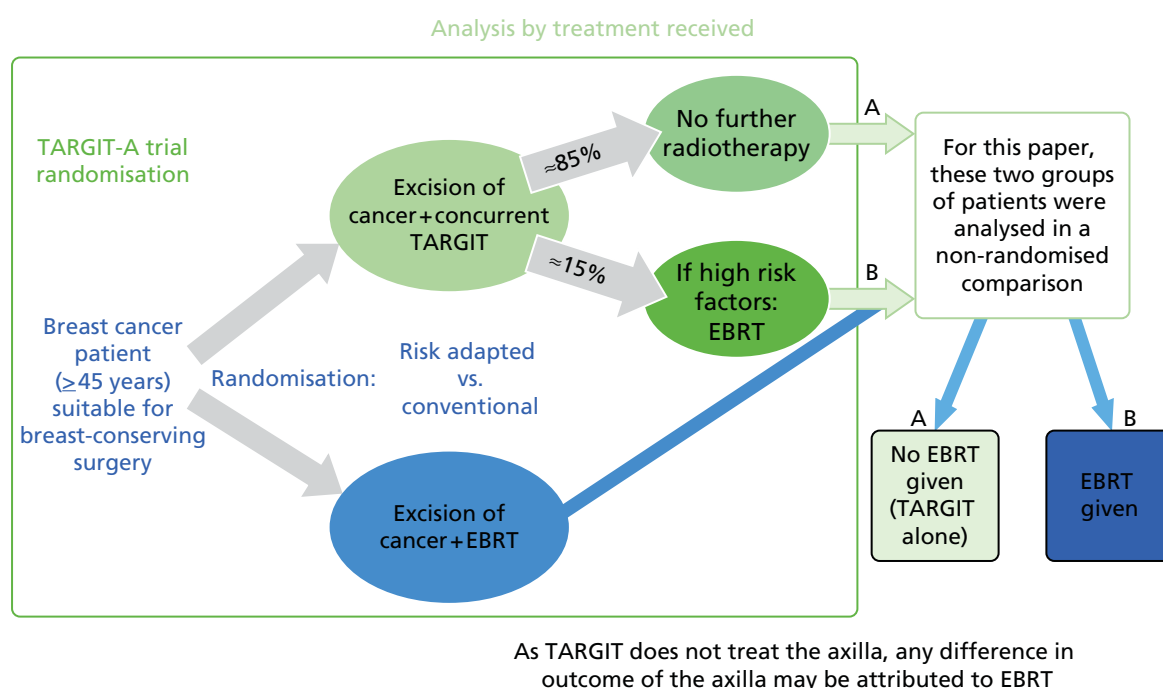 Analysis by treatment received
TARGIT-A trial
randomisation
Breast cancer
patient
(≥45 years)
suitable for
breast-conserving
surgery
Randomisation:
Risk adapted
vs.
conventional
Excision of
cancer+concurrent
TARGIT
≈85%
≈15%
No further
radiotherapy
If high risk
factors:
EBRT
Excision of
cancer+EBRT
A
B
For this paper,
these two groups
of patients were
analysed in a
non-randomised
comparison
A
No EBRT
given
(TARGIT
alone)
B
EBRT
given
As TARGIT does not treat the axilla, any difference in
outcome of the axilla may be attributed to EBRT